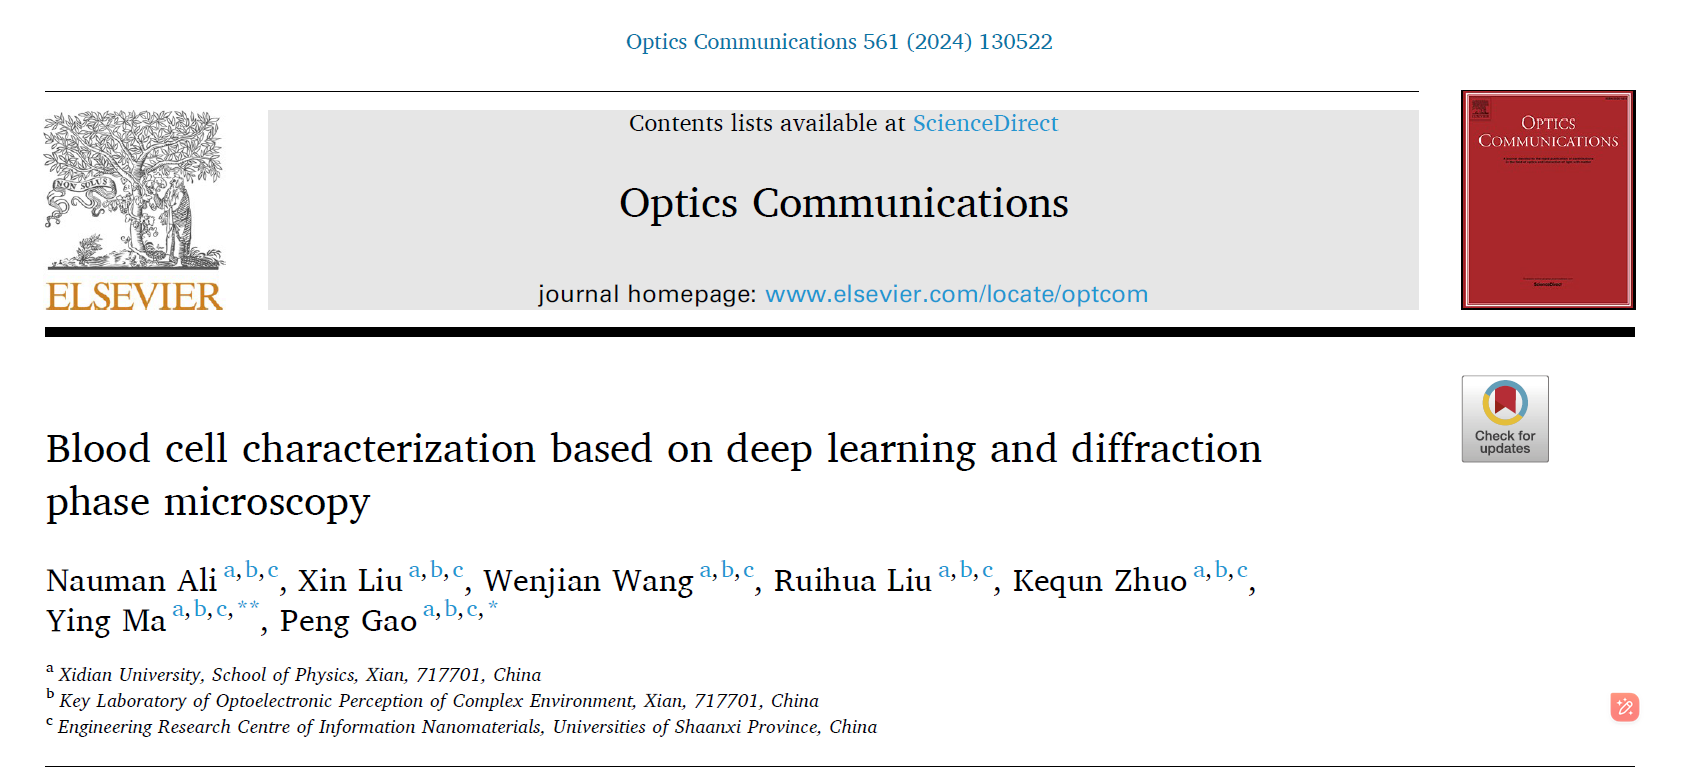 Optics Communications 561 (2024) 130522
Contents lists available at ScienceDirect
Optics Communications
journal homepage: www.elsevier.com/locate/optcom
NON SOLUS
ELSEVIER
OPTICS
COMMUNICATIONS
ScienceDirect
Check for
updates
Blood cell characterization based on deep learning and diffraction
phase microscopy
Nauman Ali a,b,c, Xin Liu a,b,c, Wenjian Wang a,b,c, Ruihua Liu a,b,c, Kequn Zhuo a,b,c,
Ying Ma a,b,c,**, Peng Gao a,b,c,*
a Xidian University, School of Physics, Xian, 717701, China
b Key Laboratory of Optoelectronic Perception of Complex Environment, Xian, 717701, China
c Engineering Research Centre of Information Nanomaterials, Universities of Shaanxi Province, China